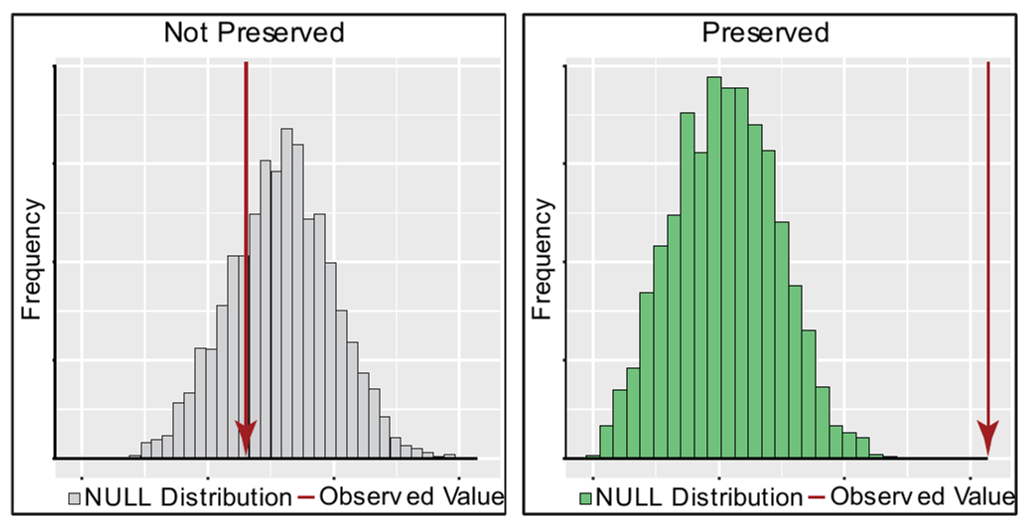 Not Preserved
Frequency
NULL Distribution Observed Value
Preserved
Frequency
NULL Distribution Observed Value